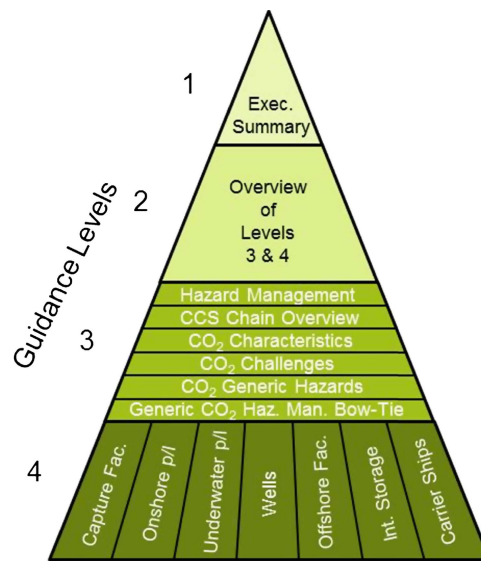 1
Exec.
Summary
Guidance Levels
2
Overview
of
Levels
3 & 4
3
Hazard Management
CCS Chain Overview
CO₂ Characteristics
CO₂ Challenges
CO₂ Generic Hazards
Generic CO₂ Haz. Man. Bow-Tie
4
Capture Fac.
Onshore p/l
Underwater p/l
Wells
Offshore Fac.
Int. Storage
Carrier Ships